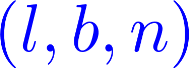 (l, b, n)